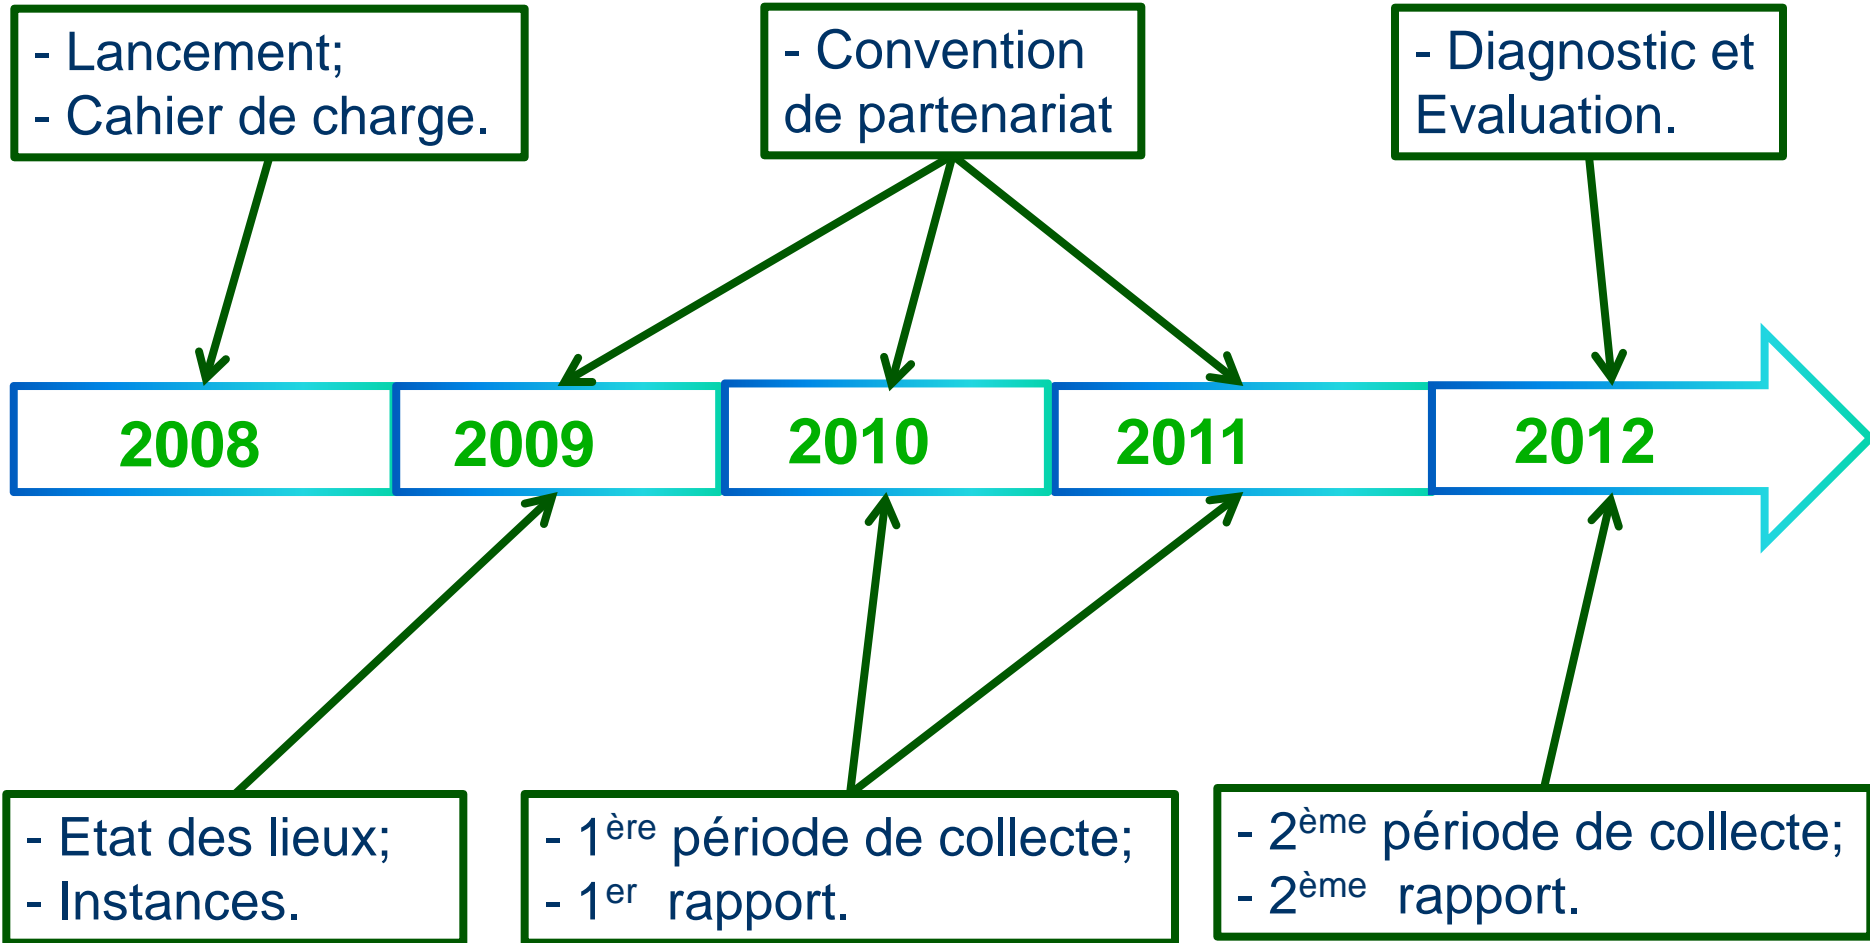 - Lancement;
- Cahier de charge.
- Convention
de partenariat
- Diagnostic et
Evaluation.
2008 2009 2010 2011 2012
- Etat des lieux;
- Instances.
- 1ère période de collecte;
- 1er rapport.
- 2ème période de collecte;
- 2ème rapport.